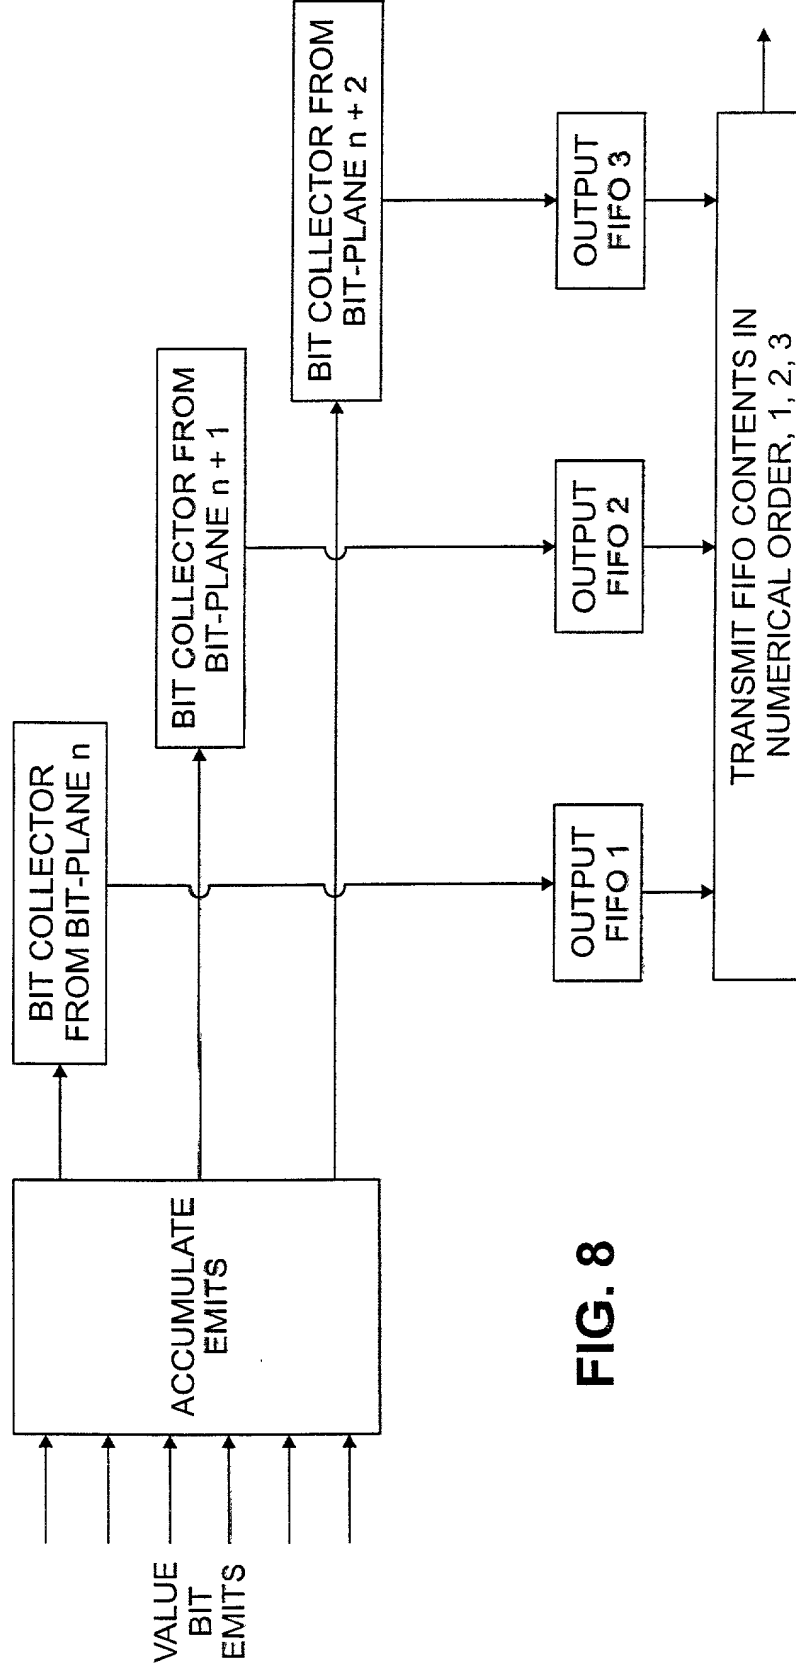 VALUE
BIT
EMITS
ACCUMULATE
EMITS
BIT COLLECTOR
FROM BIT-PLANE n
BIT COLLECTOR FROM
BIT-PLANE n + 1
BIT COLLECTOR FROM
BIT-PLANE n + 2
OUTPUT
FIFO 1
OUTPUT
FIFO 2
OUTPUT
FIFO 3
TRANSMIT FIFO CONTENTS IN
NUMERICAL ORDER, 1, 2, 3
FIG. 8